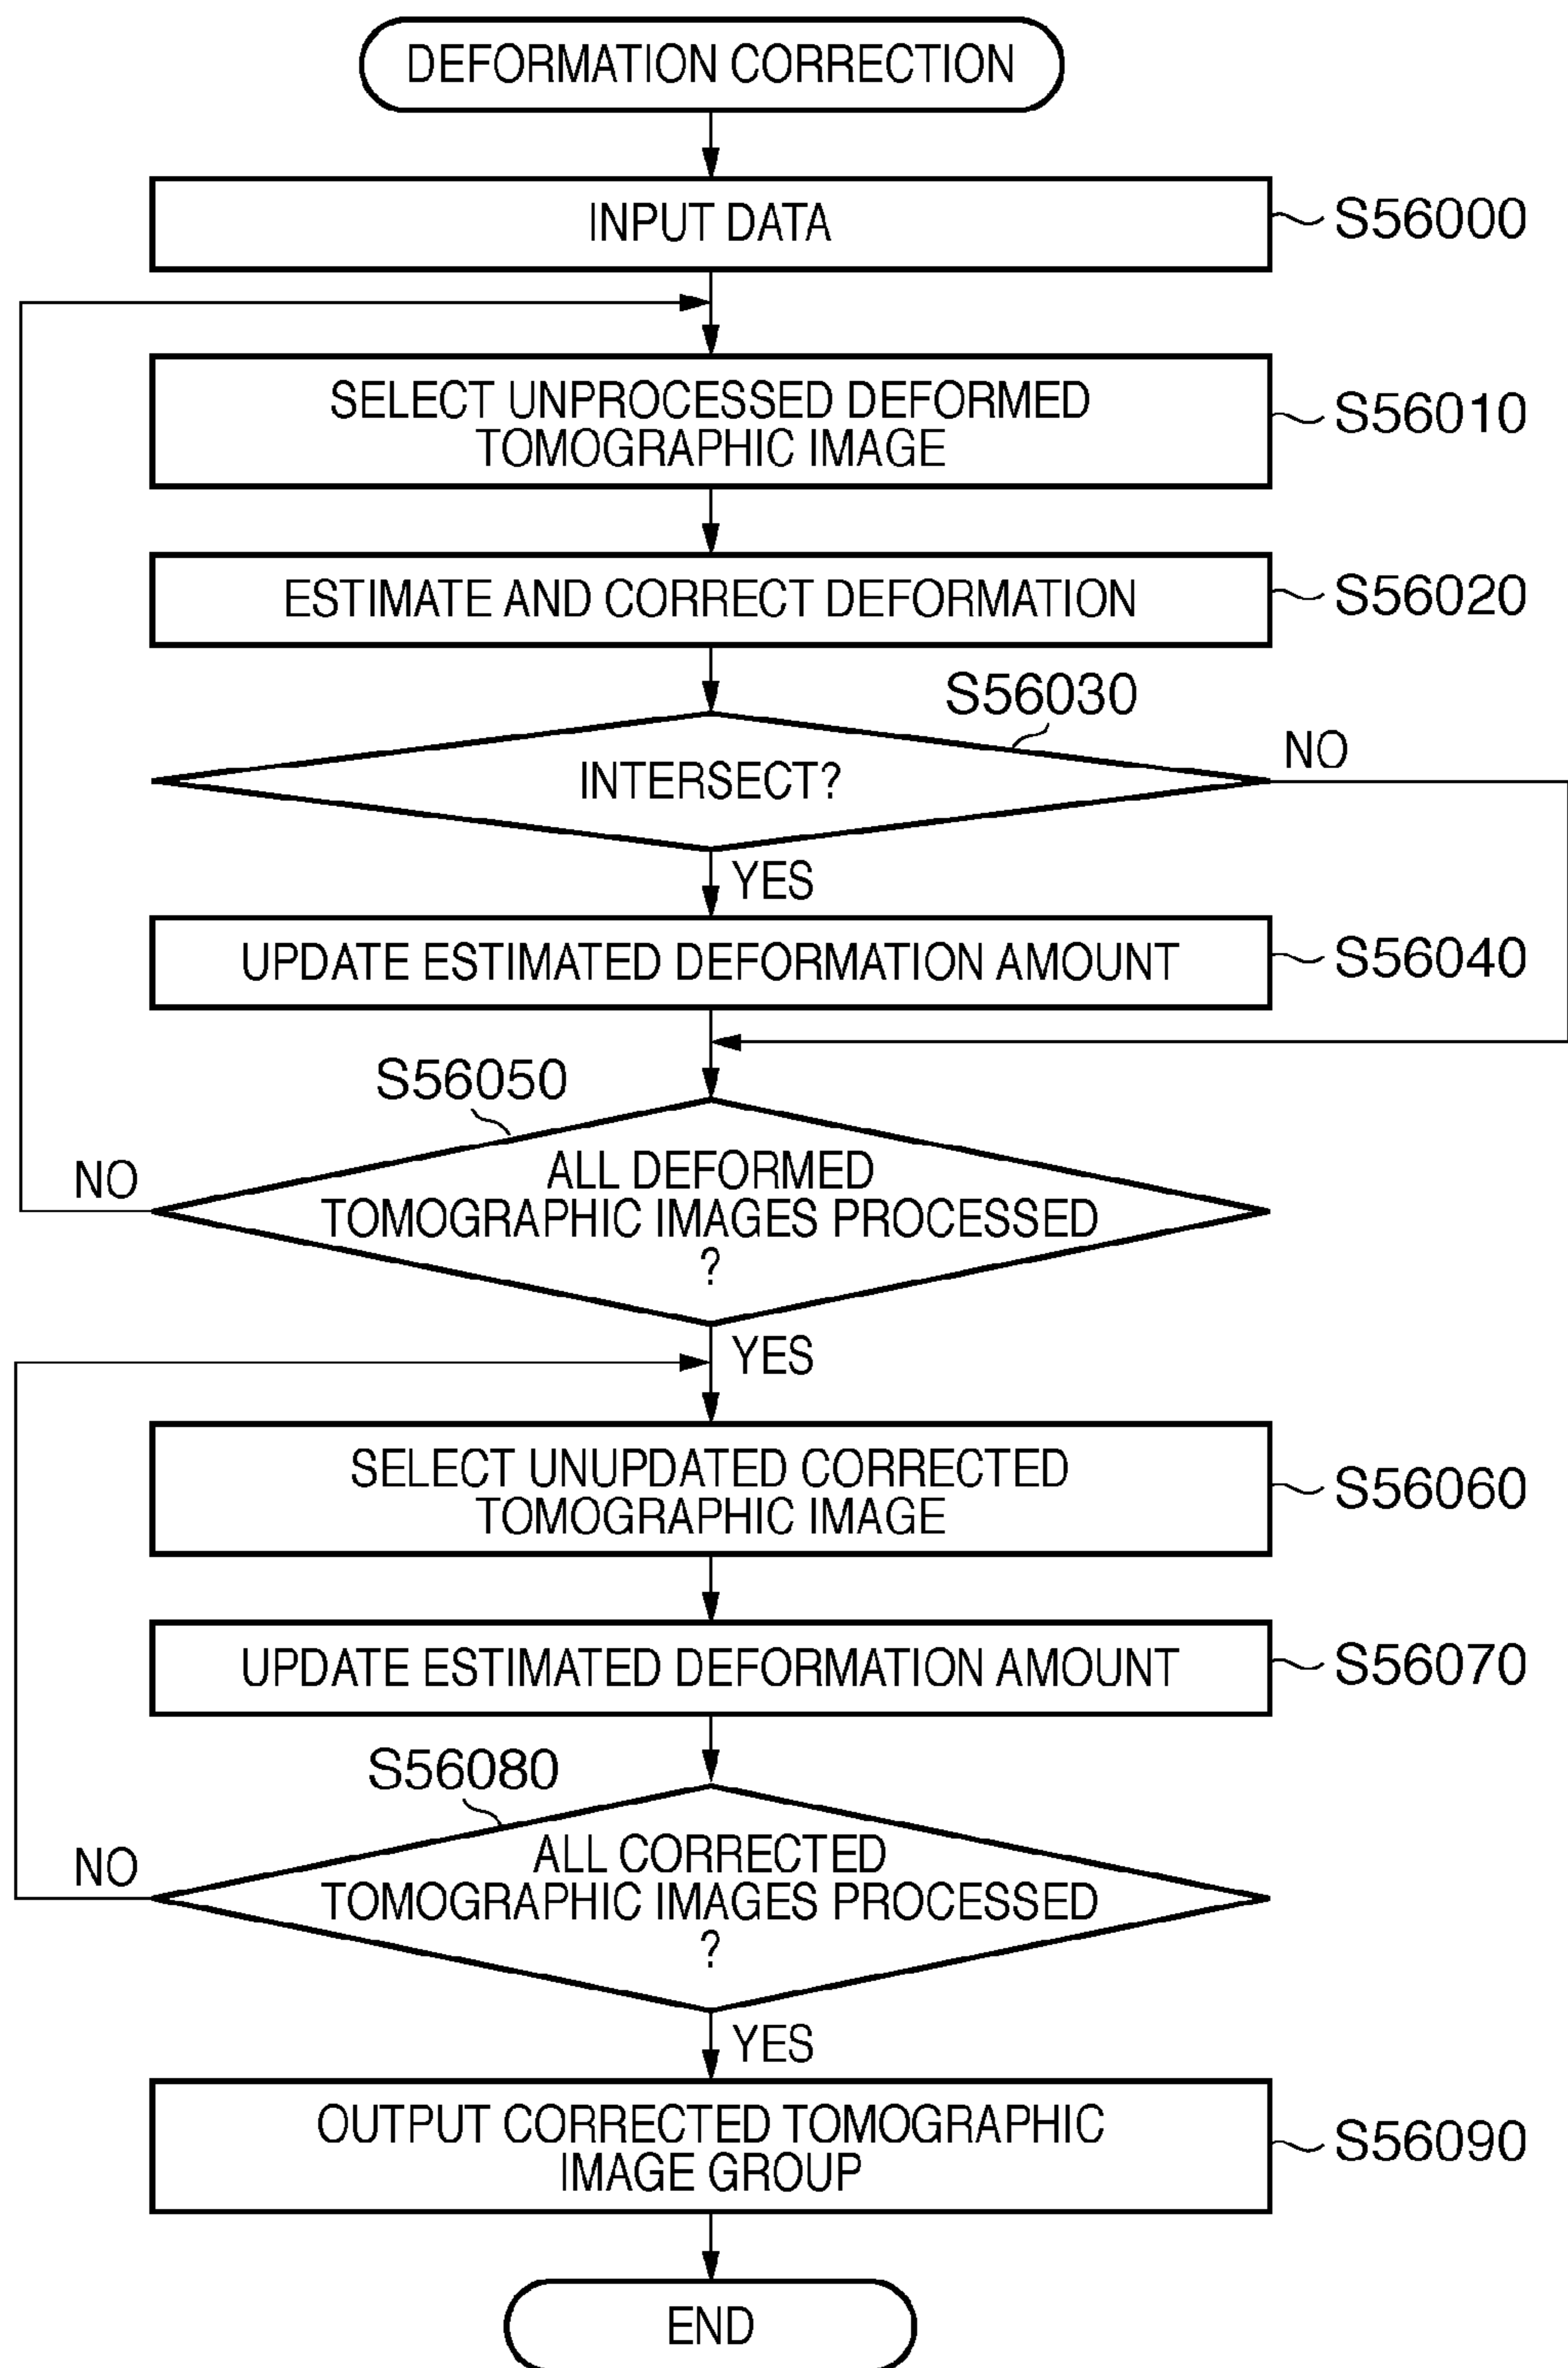 DEFORMATION CORRECTION
INPUT DATA
S56000
SELECT UNPROCESSED DEFORMED
TOMOGRAPHIC IMAGE
S56010
ESTIMATE AND CORRECT DEFORMATION
S56020
S56030
INTERSECT?
NO
YES
UPDATE ESTIMATED DEFORMATION AMOUNT
S56040
S56050
ALL DEFORMED
TOMOGRAPHIC IMAGES PROCESSED
?
NO
YES
SELECT UNUPDATED CORRECTED
TOMOGRAPHIC IMAGE
S56060
UPDATE ESTIMATED DEFORMATION AMOUNT
S56070
S56080
ALL CORRECTED
TOMOGRAPHIC IMAGES PROCESSED
?
NO
YES
OUTPUT CORRECTED TOMOGRAPHIC
IMAGE GROUP
S56090
END